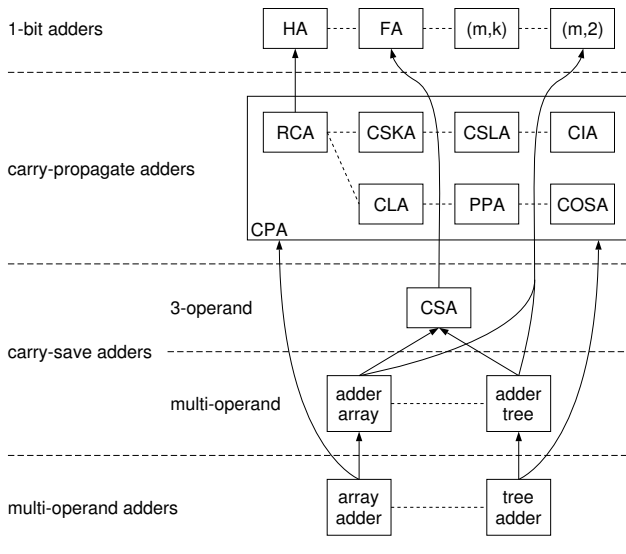 1-bit adders
HA
FA
(m,k)
(m,2)
RCA
CSKA
CSLA
CIA
carry-propagate adders
CLA
PPA
COSA
CPA
3-operand
CSA
carry-save adders
adder
array
adder
tree
multi-operand
array
adder
tree
adder
multi-operand adders